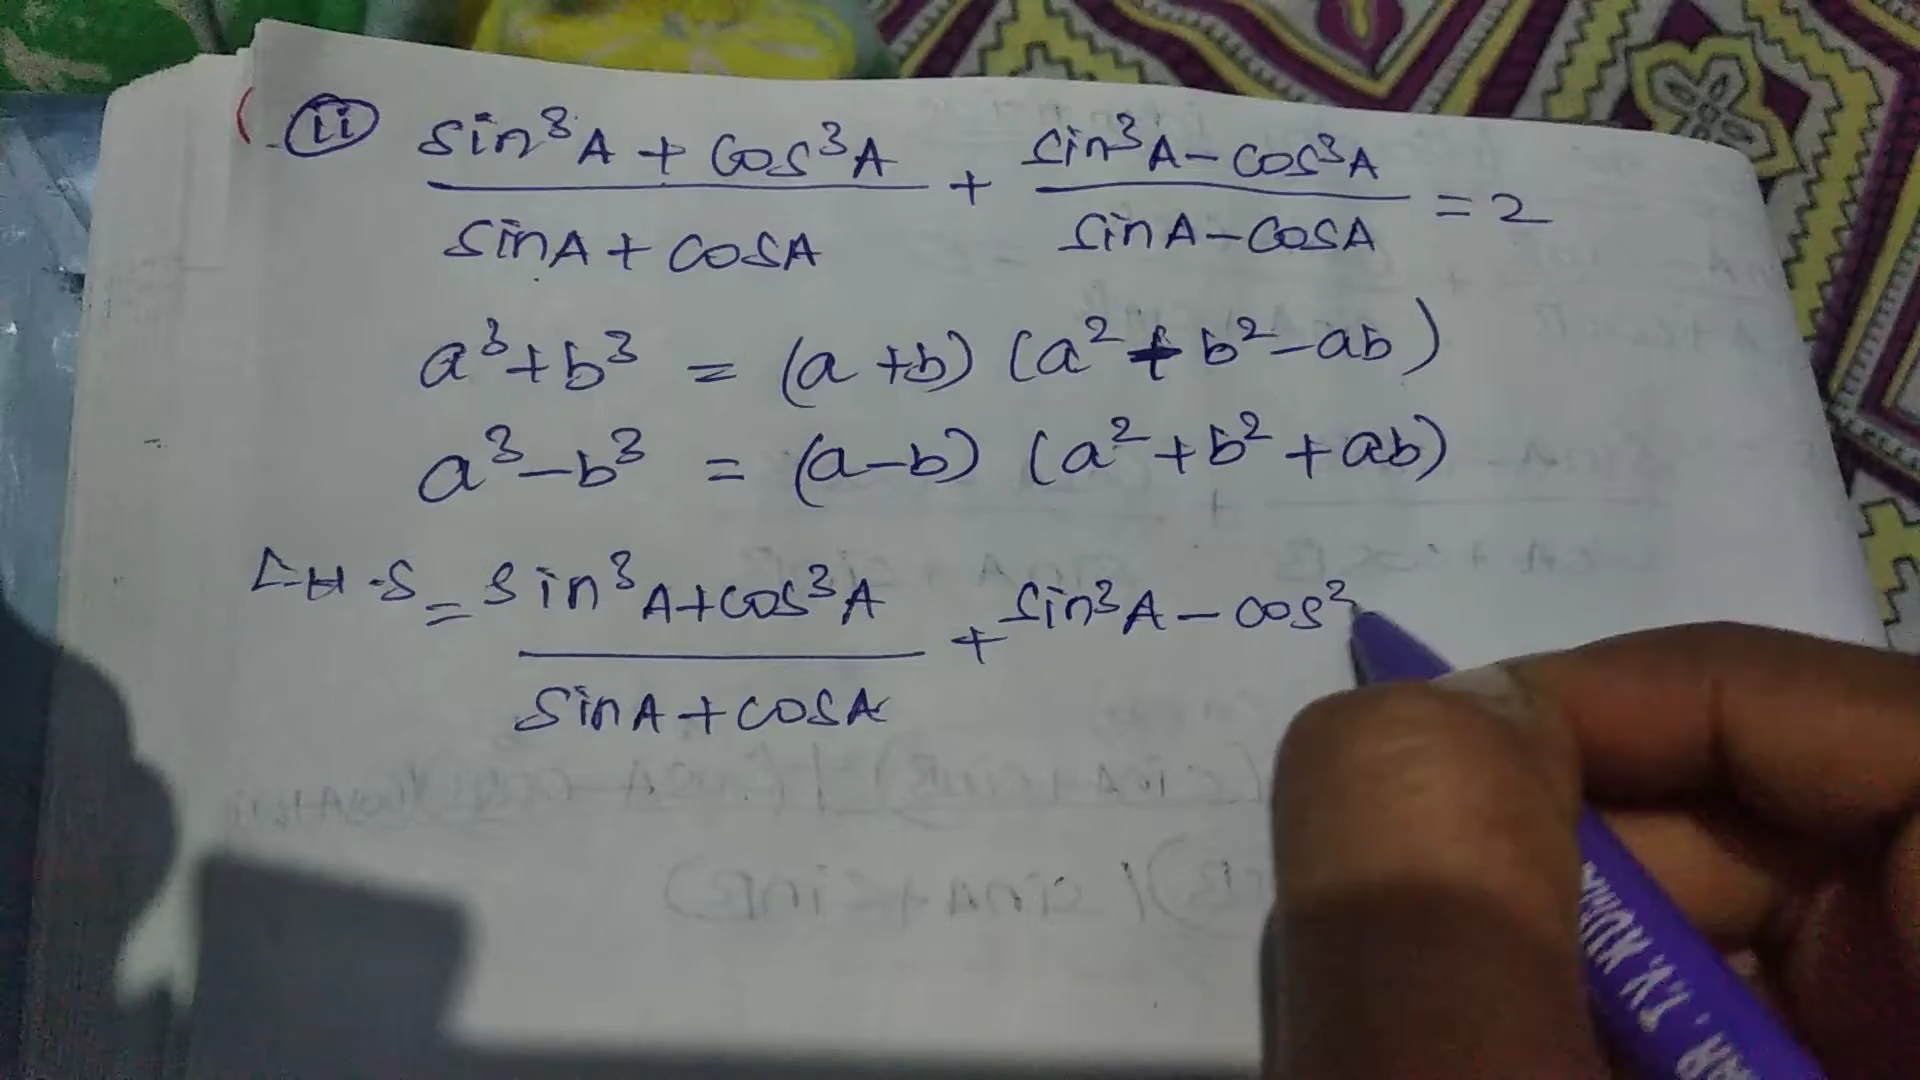 (ii) sin³A + cos³A / sinA + cosA + sin³A - cos³A / sinA - cosA = 2
a³ + b³ = (a + b) (a² + b² - ab)
a³ - b³ = (a - b) (a² + b² + ab)
L·H·S = sin³A + cos³A / sinA + cosA + sin³A - cos³